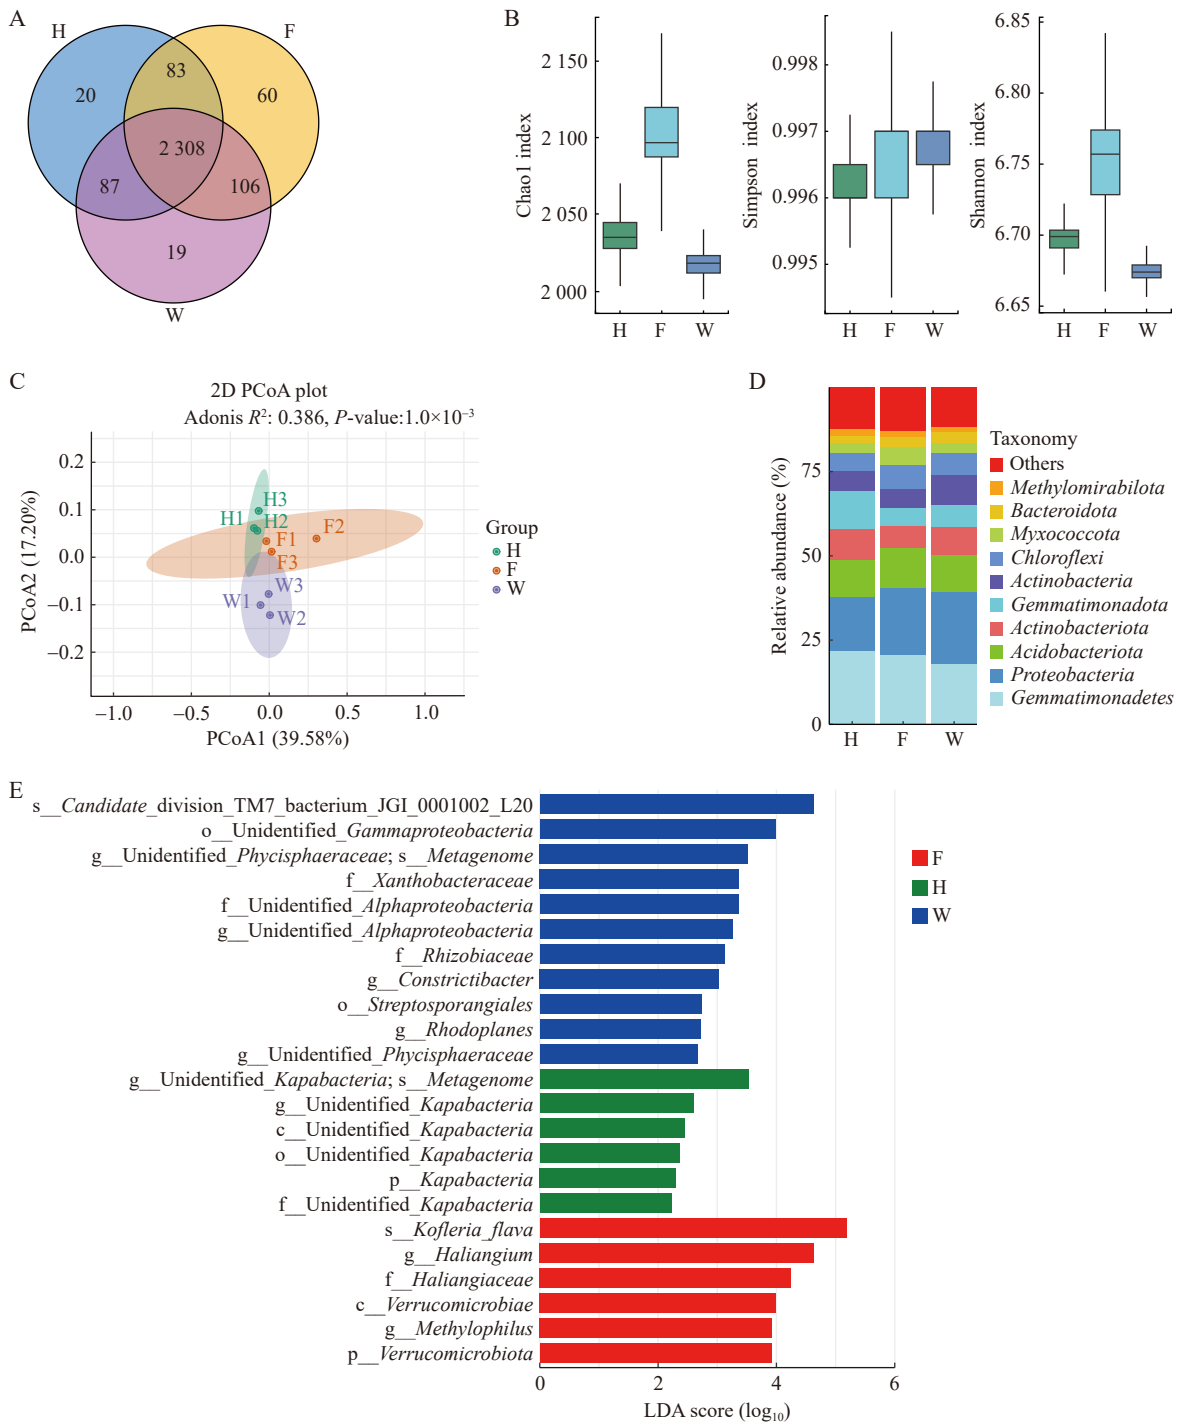 A
H
F
83
20
60
2 308
87
106
19
W
B
Chao1 index
2 150
2 100
2 050
2 000
H F W
Simpson index
0.998
0.997
0.996
0.995
H F W
Shannon index
6.85
6.80
6.75
6.70
6.65
H F W
C
2D PCoA plot
Adonis R²: 0.386, P-value:1.0×10⁻³
PCoA2 (17.20%)
0.2
0.1
0.0
−0.1
−0.2
H3
H1
H2
F2
F1
F3
W3
W1
W2
−1.0 −0.5 0.0 0.5 1.0
PCoA1 (39.58%)
Group
H
F
W
D
Relative abundance (%)
75
50
25
0
H F W
Taxonomy
Others
Methylomirabilota
Bacteroidota
Myxococcota
Chloroflexi
Actinobacteria
Gemmatimonadota
Actinobacteriota
Acidobacteriota
Proteobacteria
Gemmatimonadetes
E
s__Candidate_division_TM7_bacterium_JGI_0001002_L20
o__Unidentified_Gammaproteobacteria
g__Unidentified_Phycisphaeraceae; s__Metagenome
f__Xanthobacteraceae
f__Unidentified_Alphaproteobacteria
g__Unidentified_Alphaproteobacteria
f__Rhizobiaceae
g__Constrictibacter
o__Streptosporangiales
g__Rhodoplanes
g__Unidentified_Phycisphaeraceae
g__Unidentified_Kapabacteria; s__Metagenome
g__Unidentified_Kapabacteria
c__Unidentified_Kapabacteria
o__Unidentified_Kapabacteria
p__Kapabacteria
f__Unidentified_Kapabacteria
s__Kofleria_flava
g__Haliangium
f__Haliangiaceae
c__Verrucomicrobiae
g__Methylophilus
p__Verrucomicrobiota
0 2 4 6
LDA score (log₁₀)
F
H
W